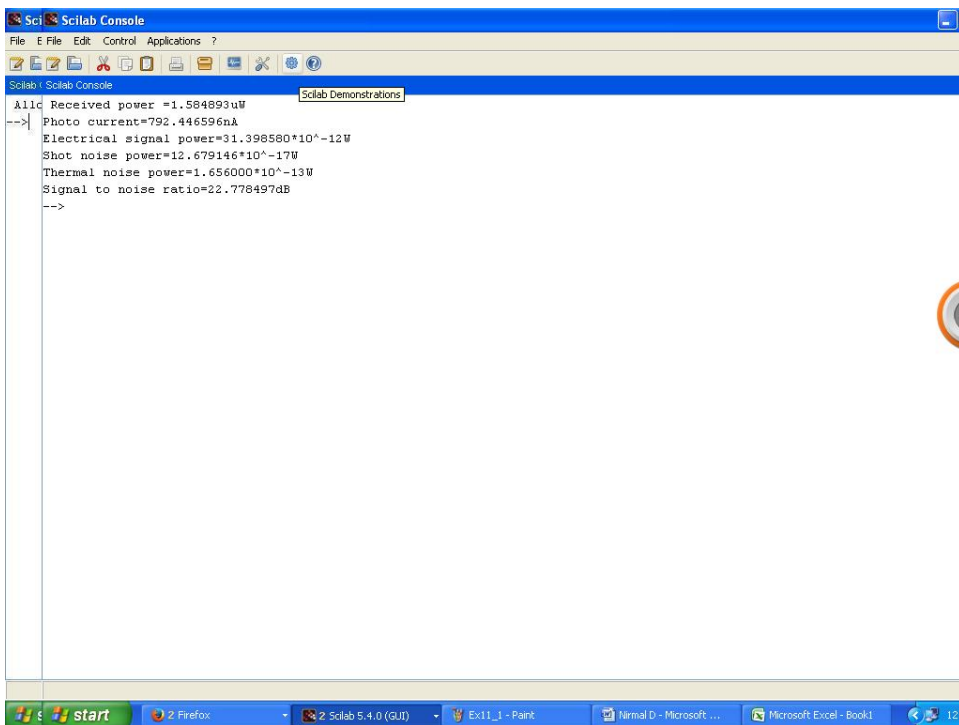 Sci Scilab Console
File E File Edit Control Applications ?
Scilab ( Scilab Console
Scilab Demonstrations
Allo Received power =1.584893uW
-->| Photo current=792.446596nA
Electrical signal power=31.398580*10^-12W
Shot noise power=12.679146*10^-17W
Thermal noise power=1.656000*10^-13W
Signal to noise ratio=22.778497dB
-->
s start 2 Firefox 2 Scilab 5.4.0 (GUI) Ex11_1 - Paint Nirmal D - Microsoft ... Microsoft Excel - Book1 12